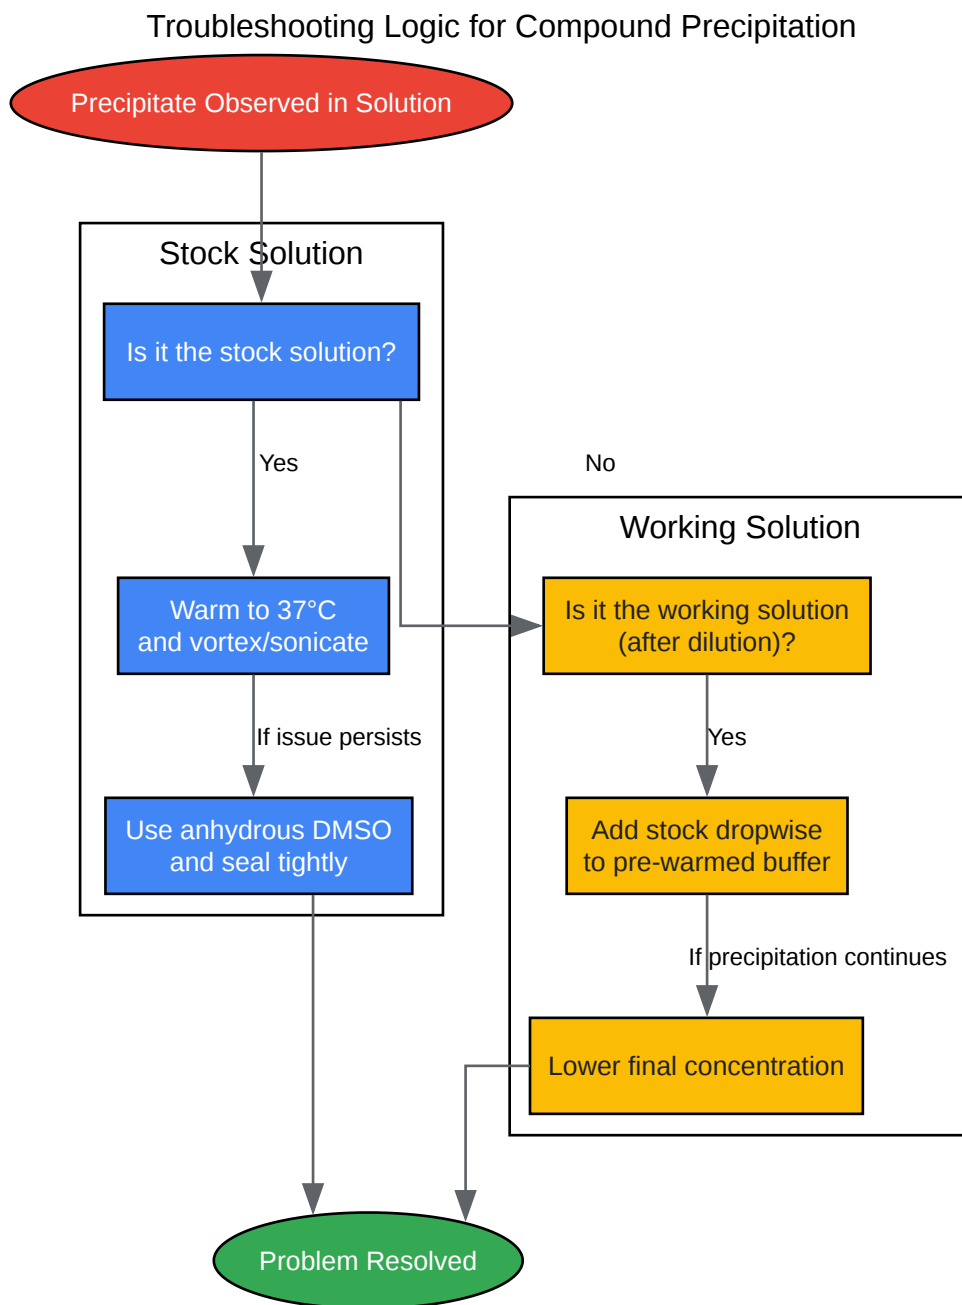 Troubleshooting Logic for Compound Precipitation
Precipitate Observed in Solution
Stock Solution
Is it the stock solution?
Yes
No
Working Solution
Warm to 37°C
and vortex/sonicate
Is it the working solution
(after dilution)?
If issue persists
Yes
Use anhydrous DMSO
and seal tightly
Add stock dropwise
to pre-warmed buffer
If precipitation continues
Lower final concentration
Problem Resolved